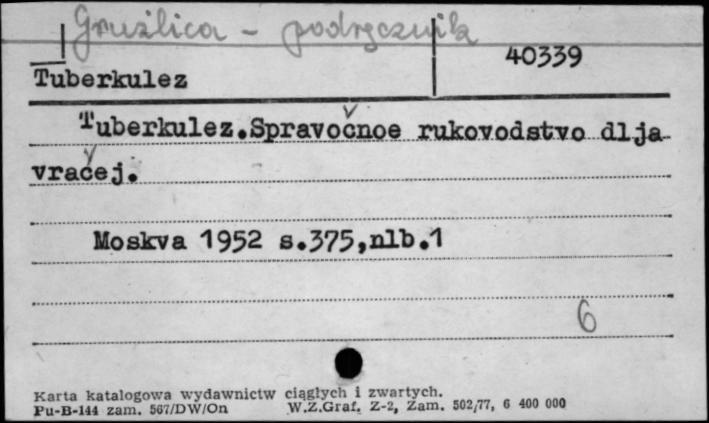 Gruźlica - podręcznik
40339
Tuberkulez
Tuberkulez.Spravočnoe rukovodstvo dlja
vračej.
Moskva 1952 s.375,nlb.1
6
Karta katalogowa wydawnictw ciągłych i zwartych.
Pu-B-144 zam. 567/DW/On W.Z.Graf. Z-2, Zam. 502/77, 6 400 000